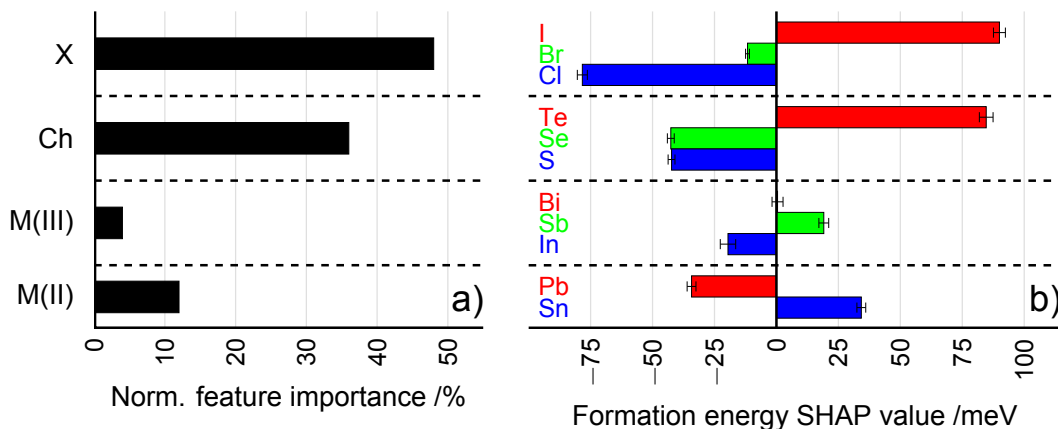 X
Ch
M(III)
M(II)
a)
0 10 20 30 40 50
Norm. feature importance /%
I
Br
Cl
Te
Se
S
Bi
Sb
In
Pb
Sn
b)
−75 −50 −25 0 25 50 75 100
Formation energy SHAP value /meV